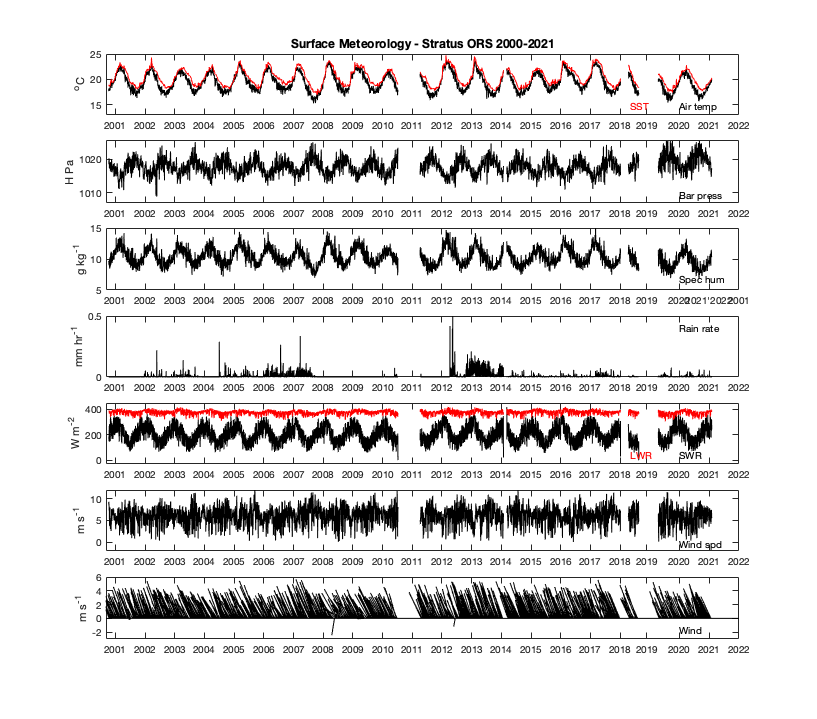 Surface Meteorology - Stratus ORS 2000-2021
25
20
15
°C
SST
Air temp
2001 2002 2003 2004 2005 2006 2007 2008 2009 2010 2011 2012 2013 2014 2015 2016 2017 2018 2019 2020 2021 2022
1020
1010
H Pa
Bar press
2001 2002 2003 2004 2005 2006 2007 2008 2009 2010 2011 2012 2013 2014 2015 2016 2017 2018 2019 2020 2021 2022
15
10
5
g kg-1
Spec hum
2001 2002 2003 2004 2005 2006 2007 2008 2009 2010 2011 2012 2013 2014 2015 2016 2017 2018 2019
0.5
0
mm hr-1
Rain rate
2001 2002 2003 2004 2005 2006 2007 2008 2009 2010 2011 2012 2013 2014 2015 2016 2017 2018 2019 2020 2021 2022
400
200
0
W m-2
LWR
SWR
2001 2002 2003 2004 2005 2006 2007 2008 2009 2010 2011 2012 2013 2014 2015 2016 2017 2018 2019 2020 2021 2022
10
5
0
m s-1
Wind spd
2001 2002 2003 2004 2005 2006 2007 2008 2009 2010 2011 2012 2013 2014 2015 2016 2017 2018 2019 2020 2021 2022
6
4
2
0
-2
m s-1
Wind
2001 2002 2003 2004 2005 2006 2007 2008 2009 2010 2011 2012 2013 2014 2015 2016 2017 2018 2019 2020 2021 2022